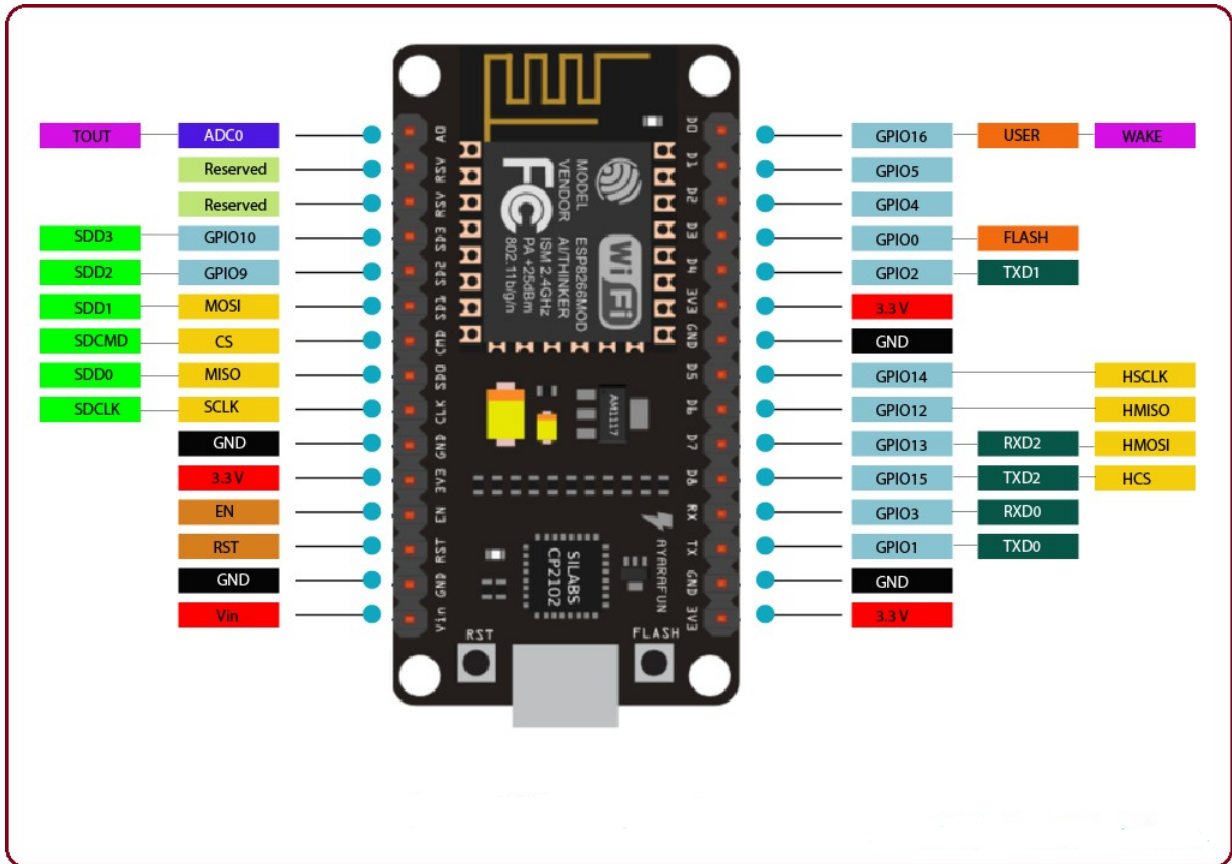 TOUT ADC0
Reserved
Reserved
SDD3 GPIO10
SDD2 GPIO9
SDD1 MOSI
SDCMD CS
SDD0 MISO
SDCLK SCLK
GND
3.3 V
EN
RST
GND
Vin
A0
RSV
RSV
SD3
SD2
SD1
CMD
SD0
CLK
GND
3V3
EN
RST
GND
Vin
MODEL
VENDOR
FC
ESP8266MOD
AI/THINKER
ISM 2.4GHz
PA +25dBm
802.11b/g/n
WiFi
AM1117
SILABS
CP2102
AYARAFUN
RST
FLASH
D0
D1
D2
D3
D4
3V3
GND
D5
D6
D7
D8
RX
TX
GND
3V3
GPIO16 USER WAKE
GPIO5
GPIO4
GPIO0 FLASH
GPIO2 TXD1
3.3 V
GND
GPIO14 HSCLK
GPIO12 HMISO
GPIO13 RXD2 HMOSI
GPIO15 TXD2 HCS
GPIO3 RXD0
GPIO1 TXD0
GND
3.3 V